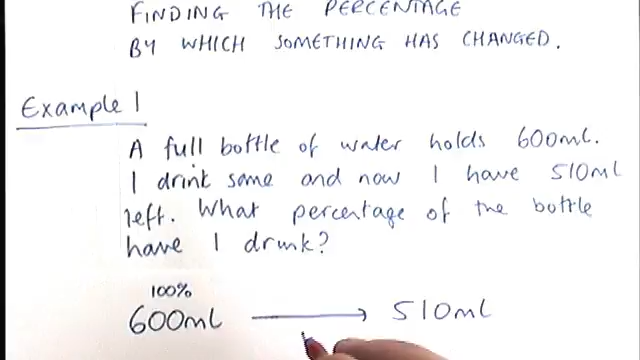 FINDING THE PERCENTAGE
BY WHICH SOMETHING HAS CHANGED.
Example 1
A full bottle of water holds 600ml.
I drink some and now I have 510ml
left. What percentage of the bottle
have I drunk?
100%
600ml → 510ml